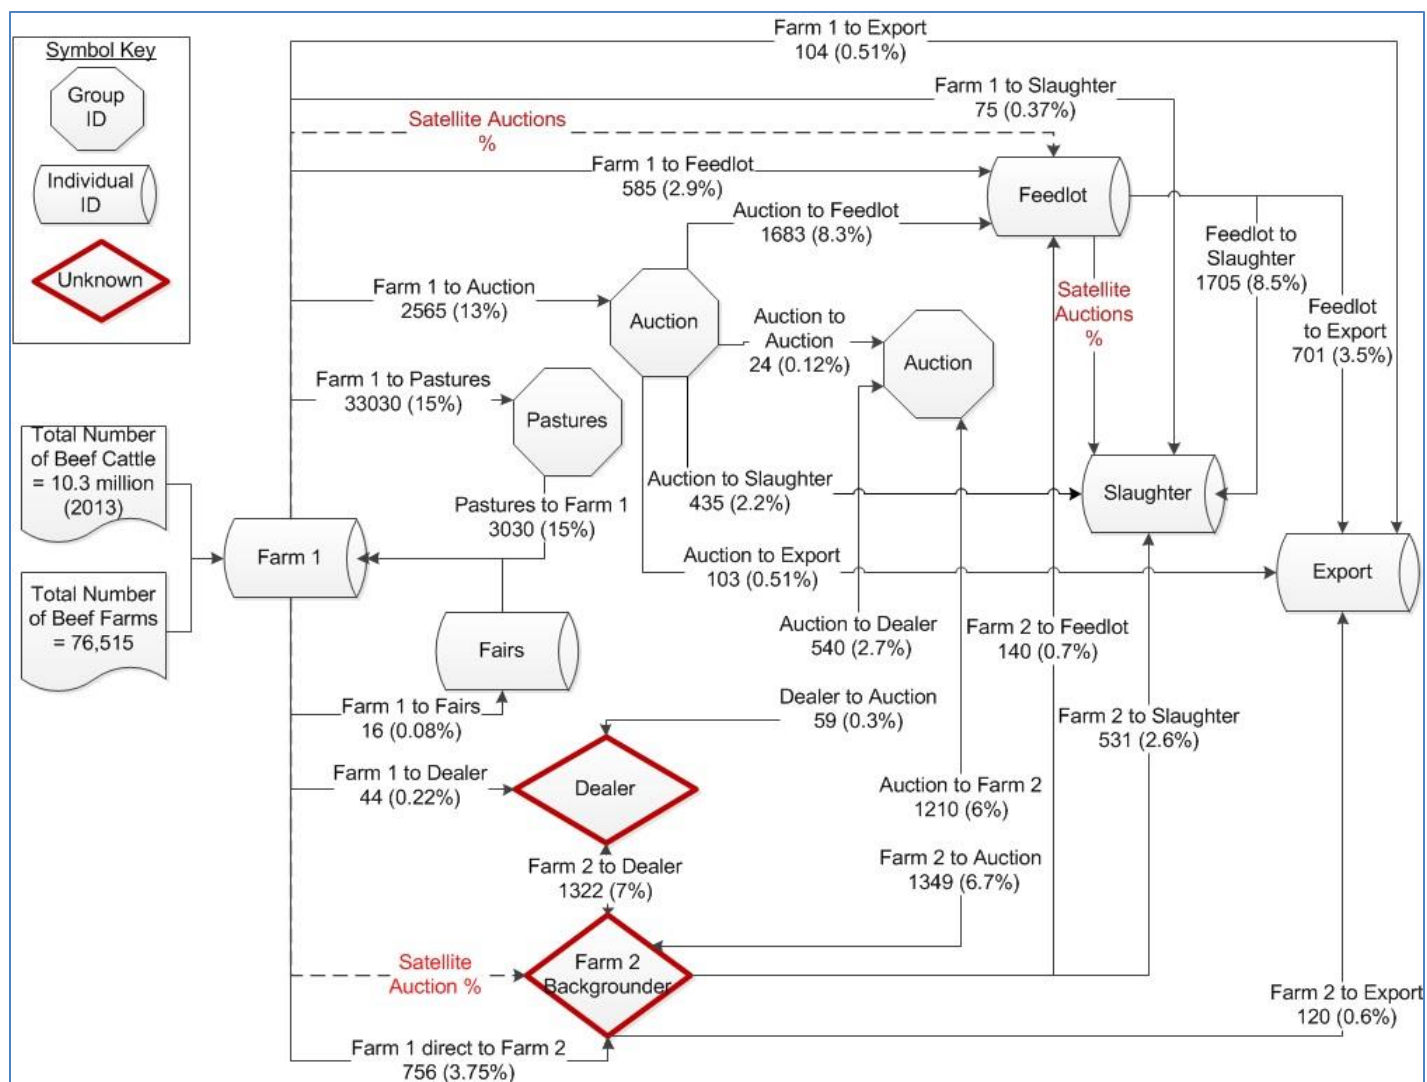 Symbol Key
Group
ID
Individual
ID
Unknown
Farm 1 to Export
104 (0.51%)
Farm 1 to Slaughter
75 (0.37%)
Satellite Auctions
%
Farm 1 to Feedlot
585 (2.9%)
Feedlot
Auction to Feedlot
1683 (8.3%)
Feedlot to
Slaughter
1705 (8.5%)
Farm 1 to Auction
2565 (13%)
Auction
Auction to
Auction
24 (0.12%)
Auction
Satellite
Auctions
%
Feedlot
to Export
701 (3.5%)
Farm 1 to Pastures
33030 (15%)
Pastures
Total Number
of Beef Cattle
= 10.3 million
(2013)
Pastures to Farm 1
3030 (15%)
Auction to Slaughter
435 (2.2%)
Slaughter
Farm 1
Auction to Export
103 (0.51%)
Export
Total Number
of Beef Farms
= 76,515
Fairs
Auction to Dealer
540 (2.7%)
Farm 2 to Feedlot
140 (0.7%)
Farm 1 to Fairs
16 (0.08%)
Dealer to Auction
59 (0.3%)
Farm 2 to Slaughter
531 (2.6%)
Farm 1 to Dealer
44 (0.22%)
Dealer
Auction to Farm 2
1210 (6%)
Farm 2 to Dealer
1322 (7%)
Farm 2 to Auction
1349 (6.7%)
Satellite
Auction %
Farm 2
Backgrounder
Farm 2 to Export
120 (0.6%)
Farm 1 direct to Farm 2
756 (3.75%)